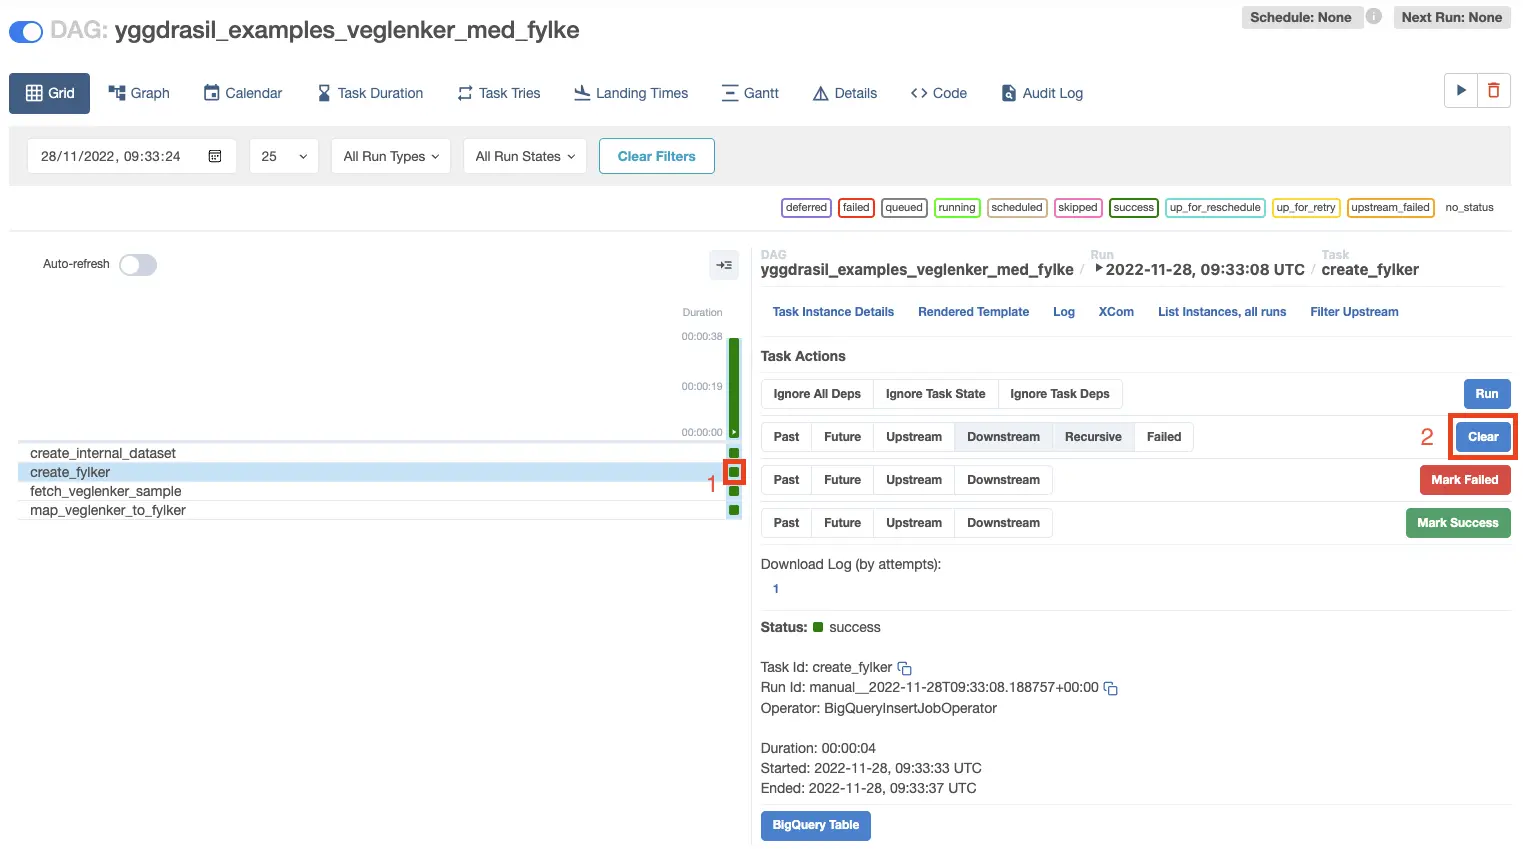 DAG: yggdrasil_examples_veglenker_med_fylke
Schedule: None
Next Run: None
Grid
Graph
Calendar
Task Duration
Task Tries
Landing Times
Gantt
Details
Code
Audit Log
28/11/2022, 09:33:24
25
All Run Types
All Run States
Clear Filters
deferred
failed
queued
running
scheduled
skipped
success
up_for_reschedule
up_for_retry
upstream_failed
no_status
Auto-refresh
Duration
00:00:38
00:00:19
00:00:00
create_internal_dataset
create_fylker
1
fetch_veglenker_sample
map_veglenker_to_fylker
DAG
yggdrasil_examples_veglenker_med_fylke
/
Run
2022-11-28, 09:33:08 UTC
/
Task
create_fylker
Task Instance Details
Rendered Template
Log
XCom
List Instances, all runs
Filter Upstream
Task Actions
Ignore All Deps
Ignore Task State
Ignore Task Deps
Run
Past
Future
Upstream
Downstream
Recursive
Failed
2
Clear
Past
Future
Upstream
Downstream
Mark Failed
Past
Future
Upstream
Downstream
Mark Success
Download Log (by attempts):
1
Status: success
Task Id: create_fylker
Run Id: manual__2022-11-28T09:33:08.188757+00:00
Operator: BigQueryInsertJobOperator
Duration: 00:00:04
Started: 2022-11-28, 09:33:33 UTC
Ended: 2022-11-28, 09:33:37 UTC
BigQuery Table